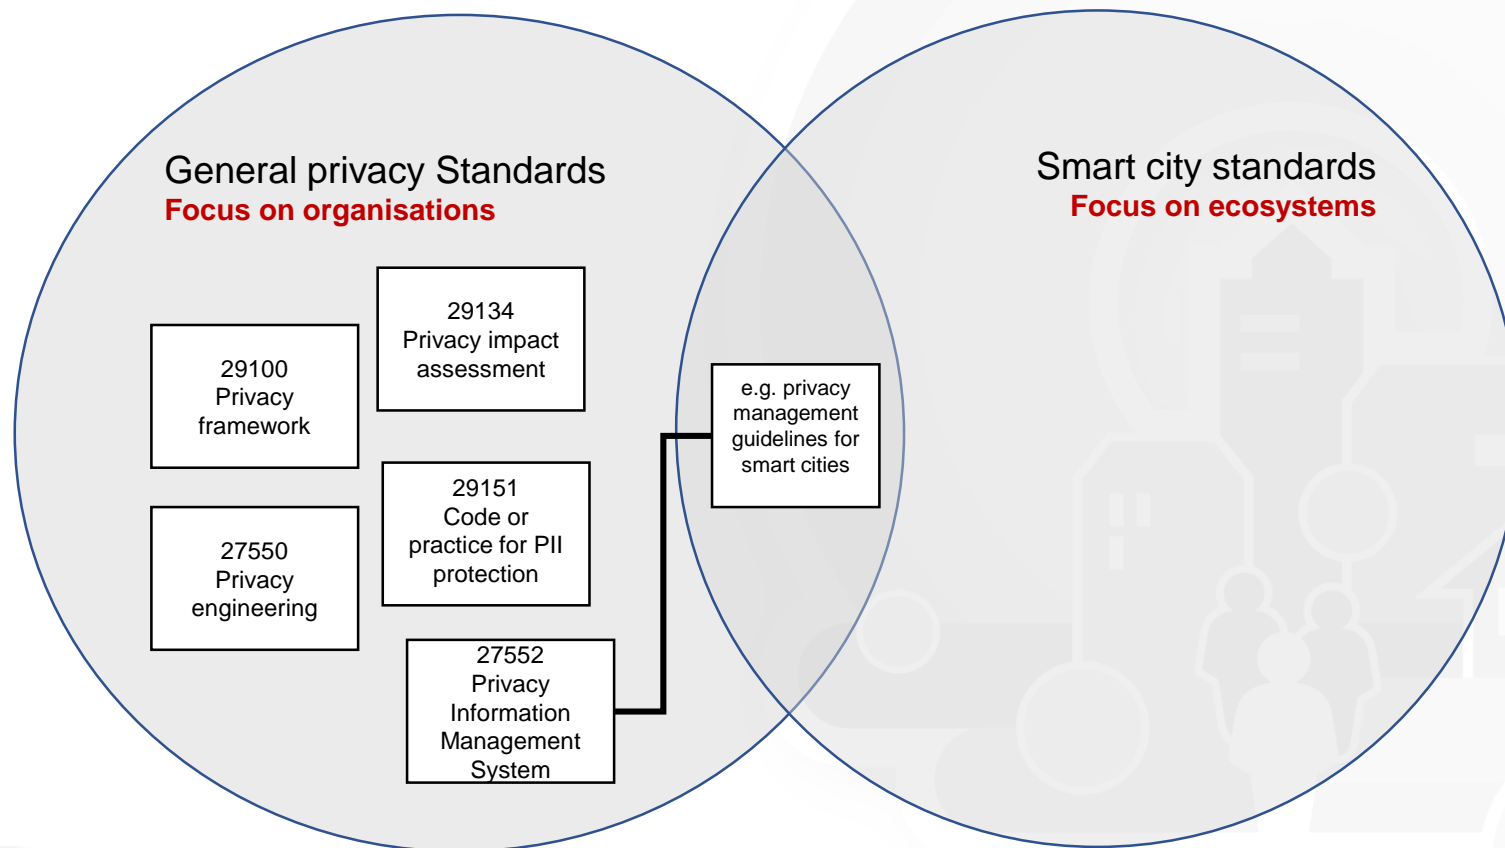 General privacy Standards
Focus on organisations
Smart city standards
Focus on ecosystems
29134
Privacy impact
assessment
29100
Privacy
framework
e.g. privacy
management
guidelines for
smart cities
29151
Code or
practice for PII
protection
27550
Privacy
engineering
27552
Privacy
Information
Management
System